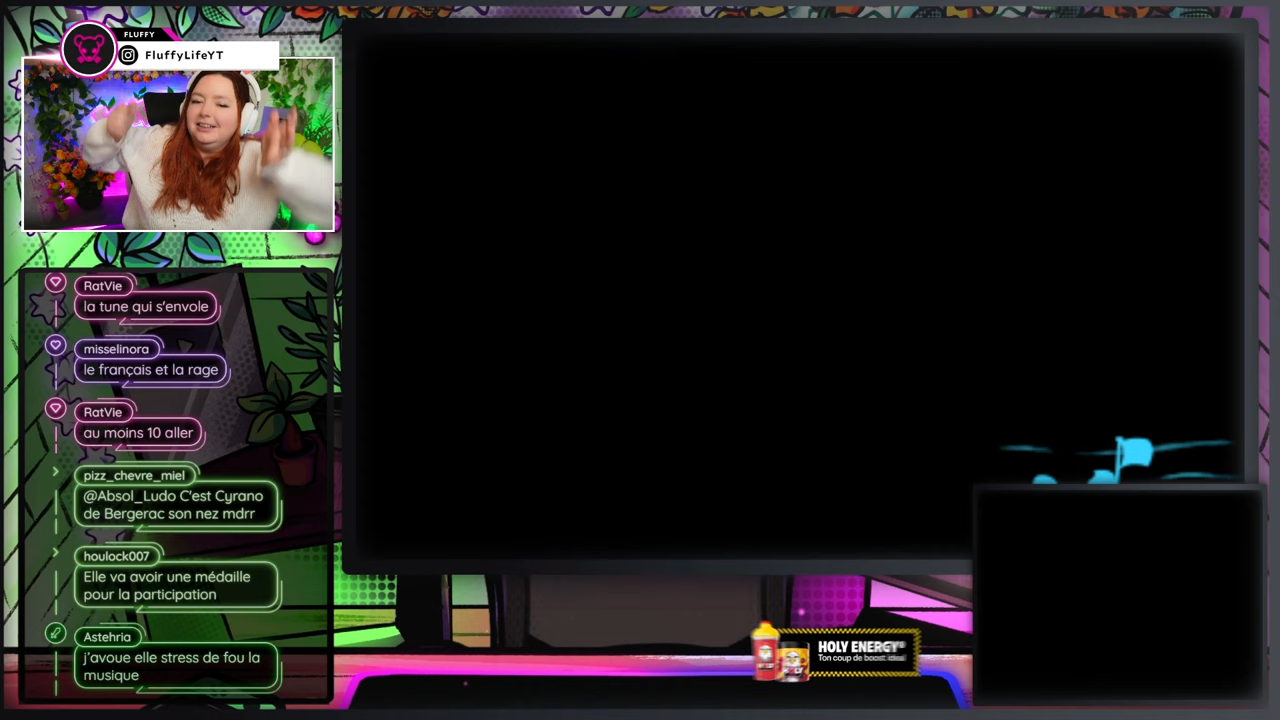 FLUFFY
FluffyLifeYT
RatVie
la tune qui s'envole
misselinora
le français et la rage
RatVie
au moins 10 aller
pizz_chevre_miel
@Absol_Ludo C'est Cyrano
de Bergerac son nez mdrr
houlock007
Elle va avoir une médaille
pour la participation
Astehria
j'avoue elle stress de fou la
musique
HOLY ENERGY®
Ton coup de boost idéal